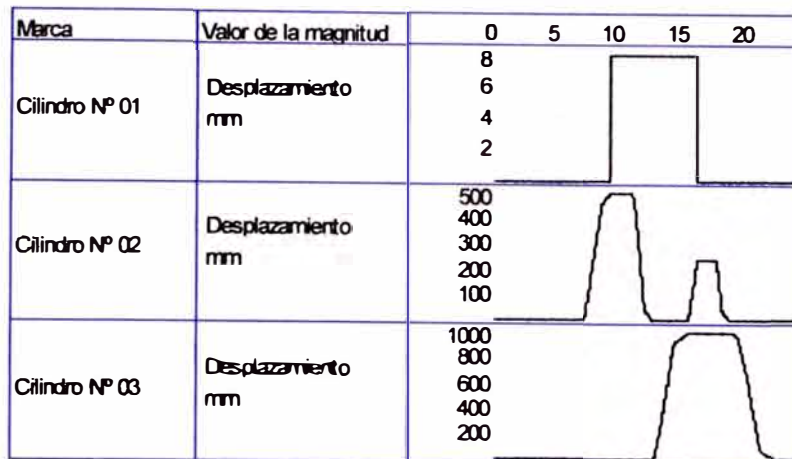 Marca Valor de la magnitud 0 5 10 15 20
Cilindro Nº 01
Desplazamiento
mm
8
6
4
2
Cilindro Nº 02
Desplazamiento
mm
500
400
300
200
100
Cilindro Nº 03
Desplazamiento
mm
1000
800
600
400
200